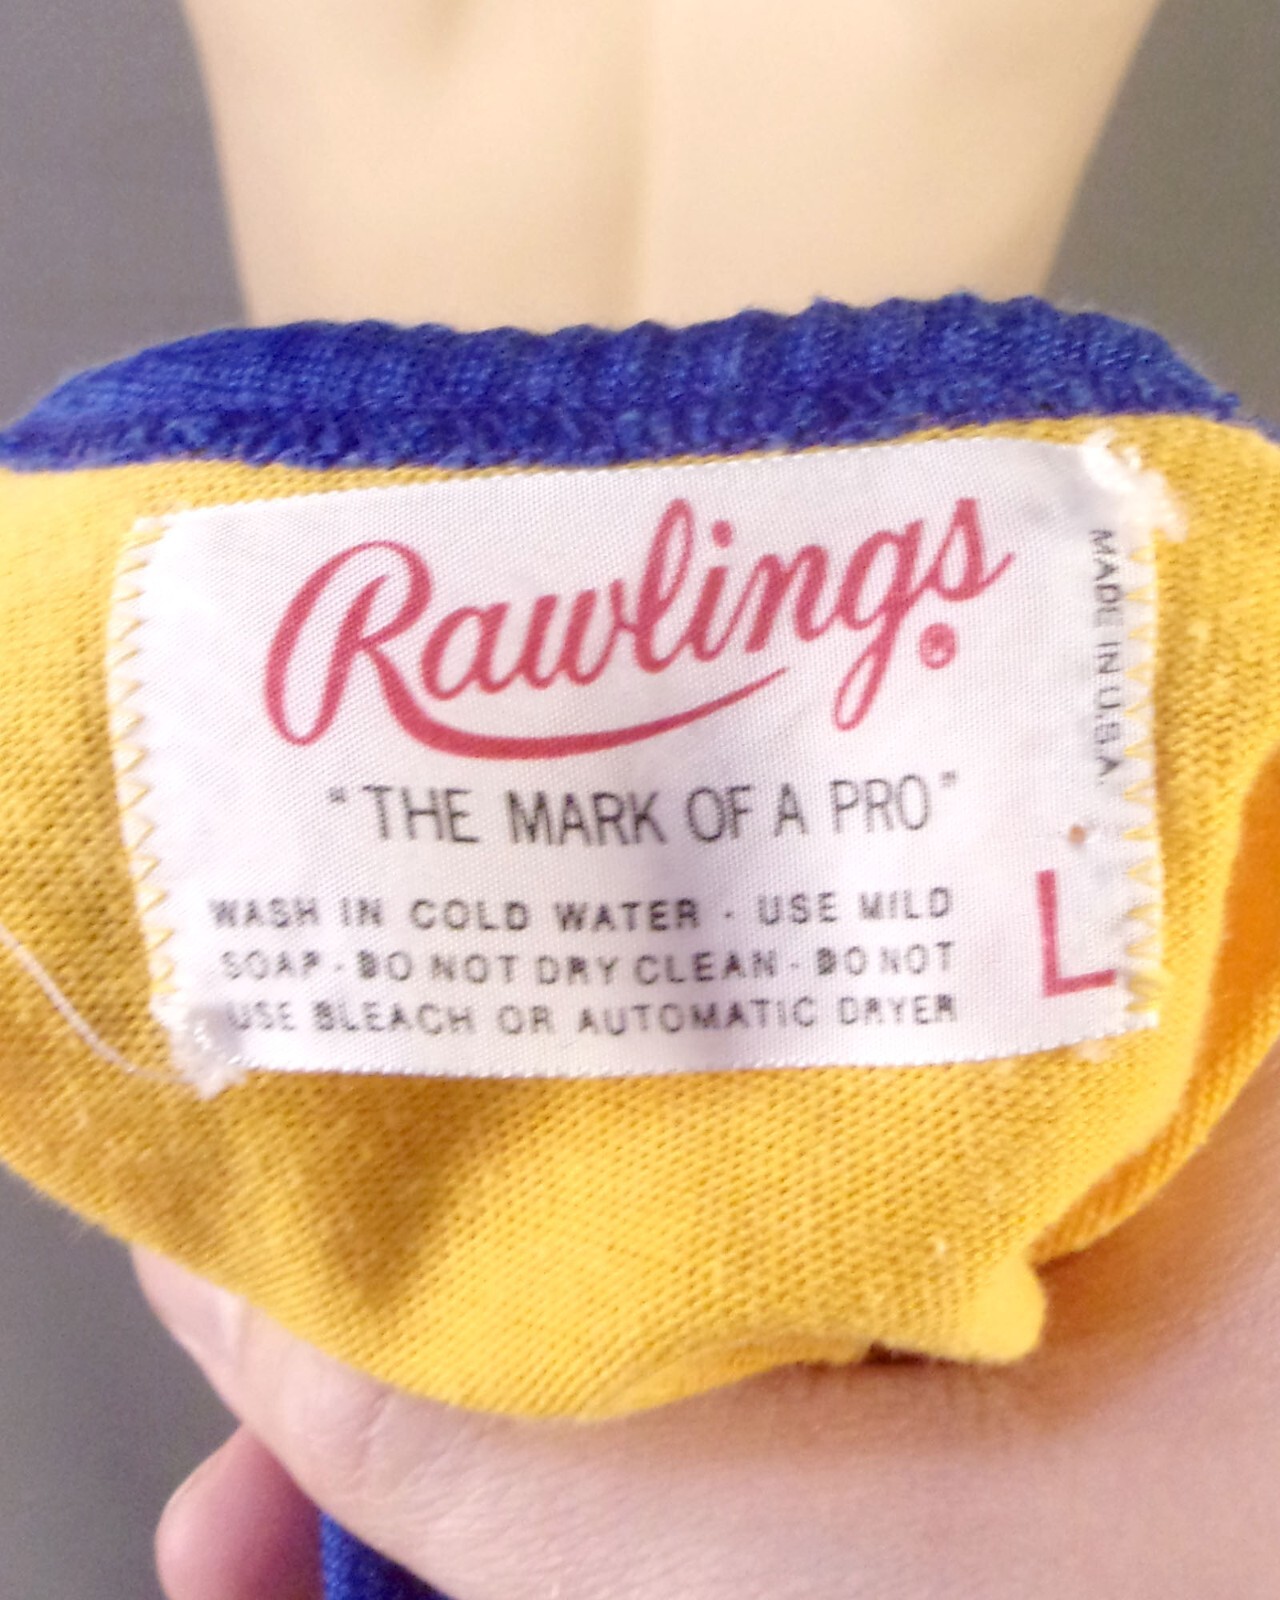 Rawlings®
"THE MARK OF A PRO"
WASH IN COLD WATER · USE MILD
SOAP · DO NOT DRY CLEAN · DO NOT
USE BLEACH OR AUTOMATIC DRYER
MADE IN U.S.A.
L